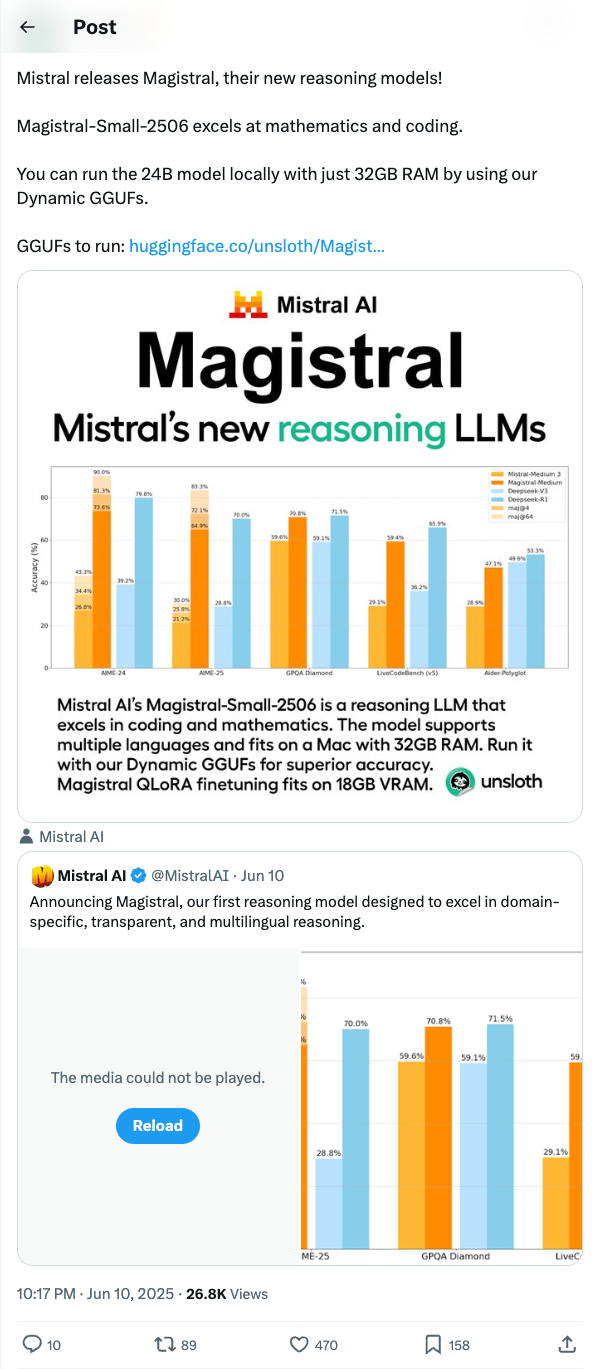 Post
Mistral releases Magistral, their new reasoning models!
Magistral-Small-2506 excels at mathematics and coding.
You can run the 24B model locally with just 32GB RAM by using our
Dynamic GGUFs.
GGUFs to run: huggingface.co/unsloth/Magist...
Mistral AI
Magistral
Mistral's new reasoning LLMs
Accuracy (%)
80
60
40
20
0
43.3%
34.4%
26.8%
90.0%
81.3%
73.6%
39.2%
79.8%
30.0%
25.8%
21.2%
83.3%
72.1%
64.9%
28.8%
70.0%
59.6%
70.8%
59.1%
71.5%
29.1%
59.4%
36.2%
65.9%
28.9%
47.1%
49.6%
53.3%
Mistral-Medium 3
Magistral-Medium
Deepseek-V3
Deepseek-R1
maj@4
maj@64
AIME-24
AIME-25
GPQA Diamond
LiveCodeBench (v5)
Aider-Polyglot
Mistral AI's Magistral-Small-2506 is a reasoning LLM that
excels in coding and mathematics. The model supports
multiple languages and fits on a Mac with 32GB RAM. Run it
with our Dynamic GGUFs for superior accuracy.
Magistral QLoRA finetuning fits on 18GB VRAM.
unsloth
Mistral AI
Mistral AI @MistralAI · Jun 10
Announcing Magistral, our first reasoning model designed to excel in domain-
specific, transparent, and multilingual reasoning.
The media could not be played.
Reload
%
%
%
28.8%
70.0%
59.6%
70.8%
59.1%
71.5%
29.1%
59.
ME-25
GPQA Diamond
LiveC
10:17 PM · Jun 10, 2025 · 26.8K Views
10
89
470
158